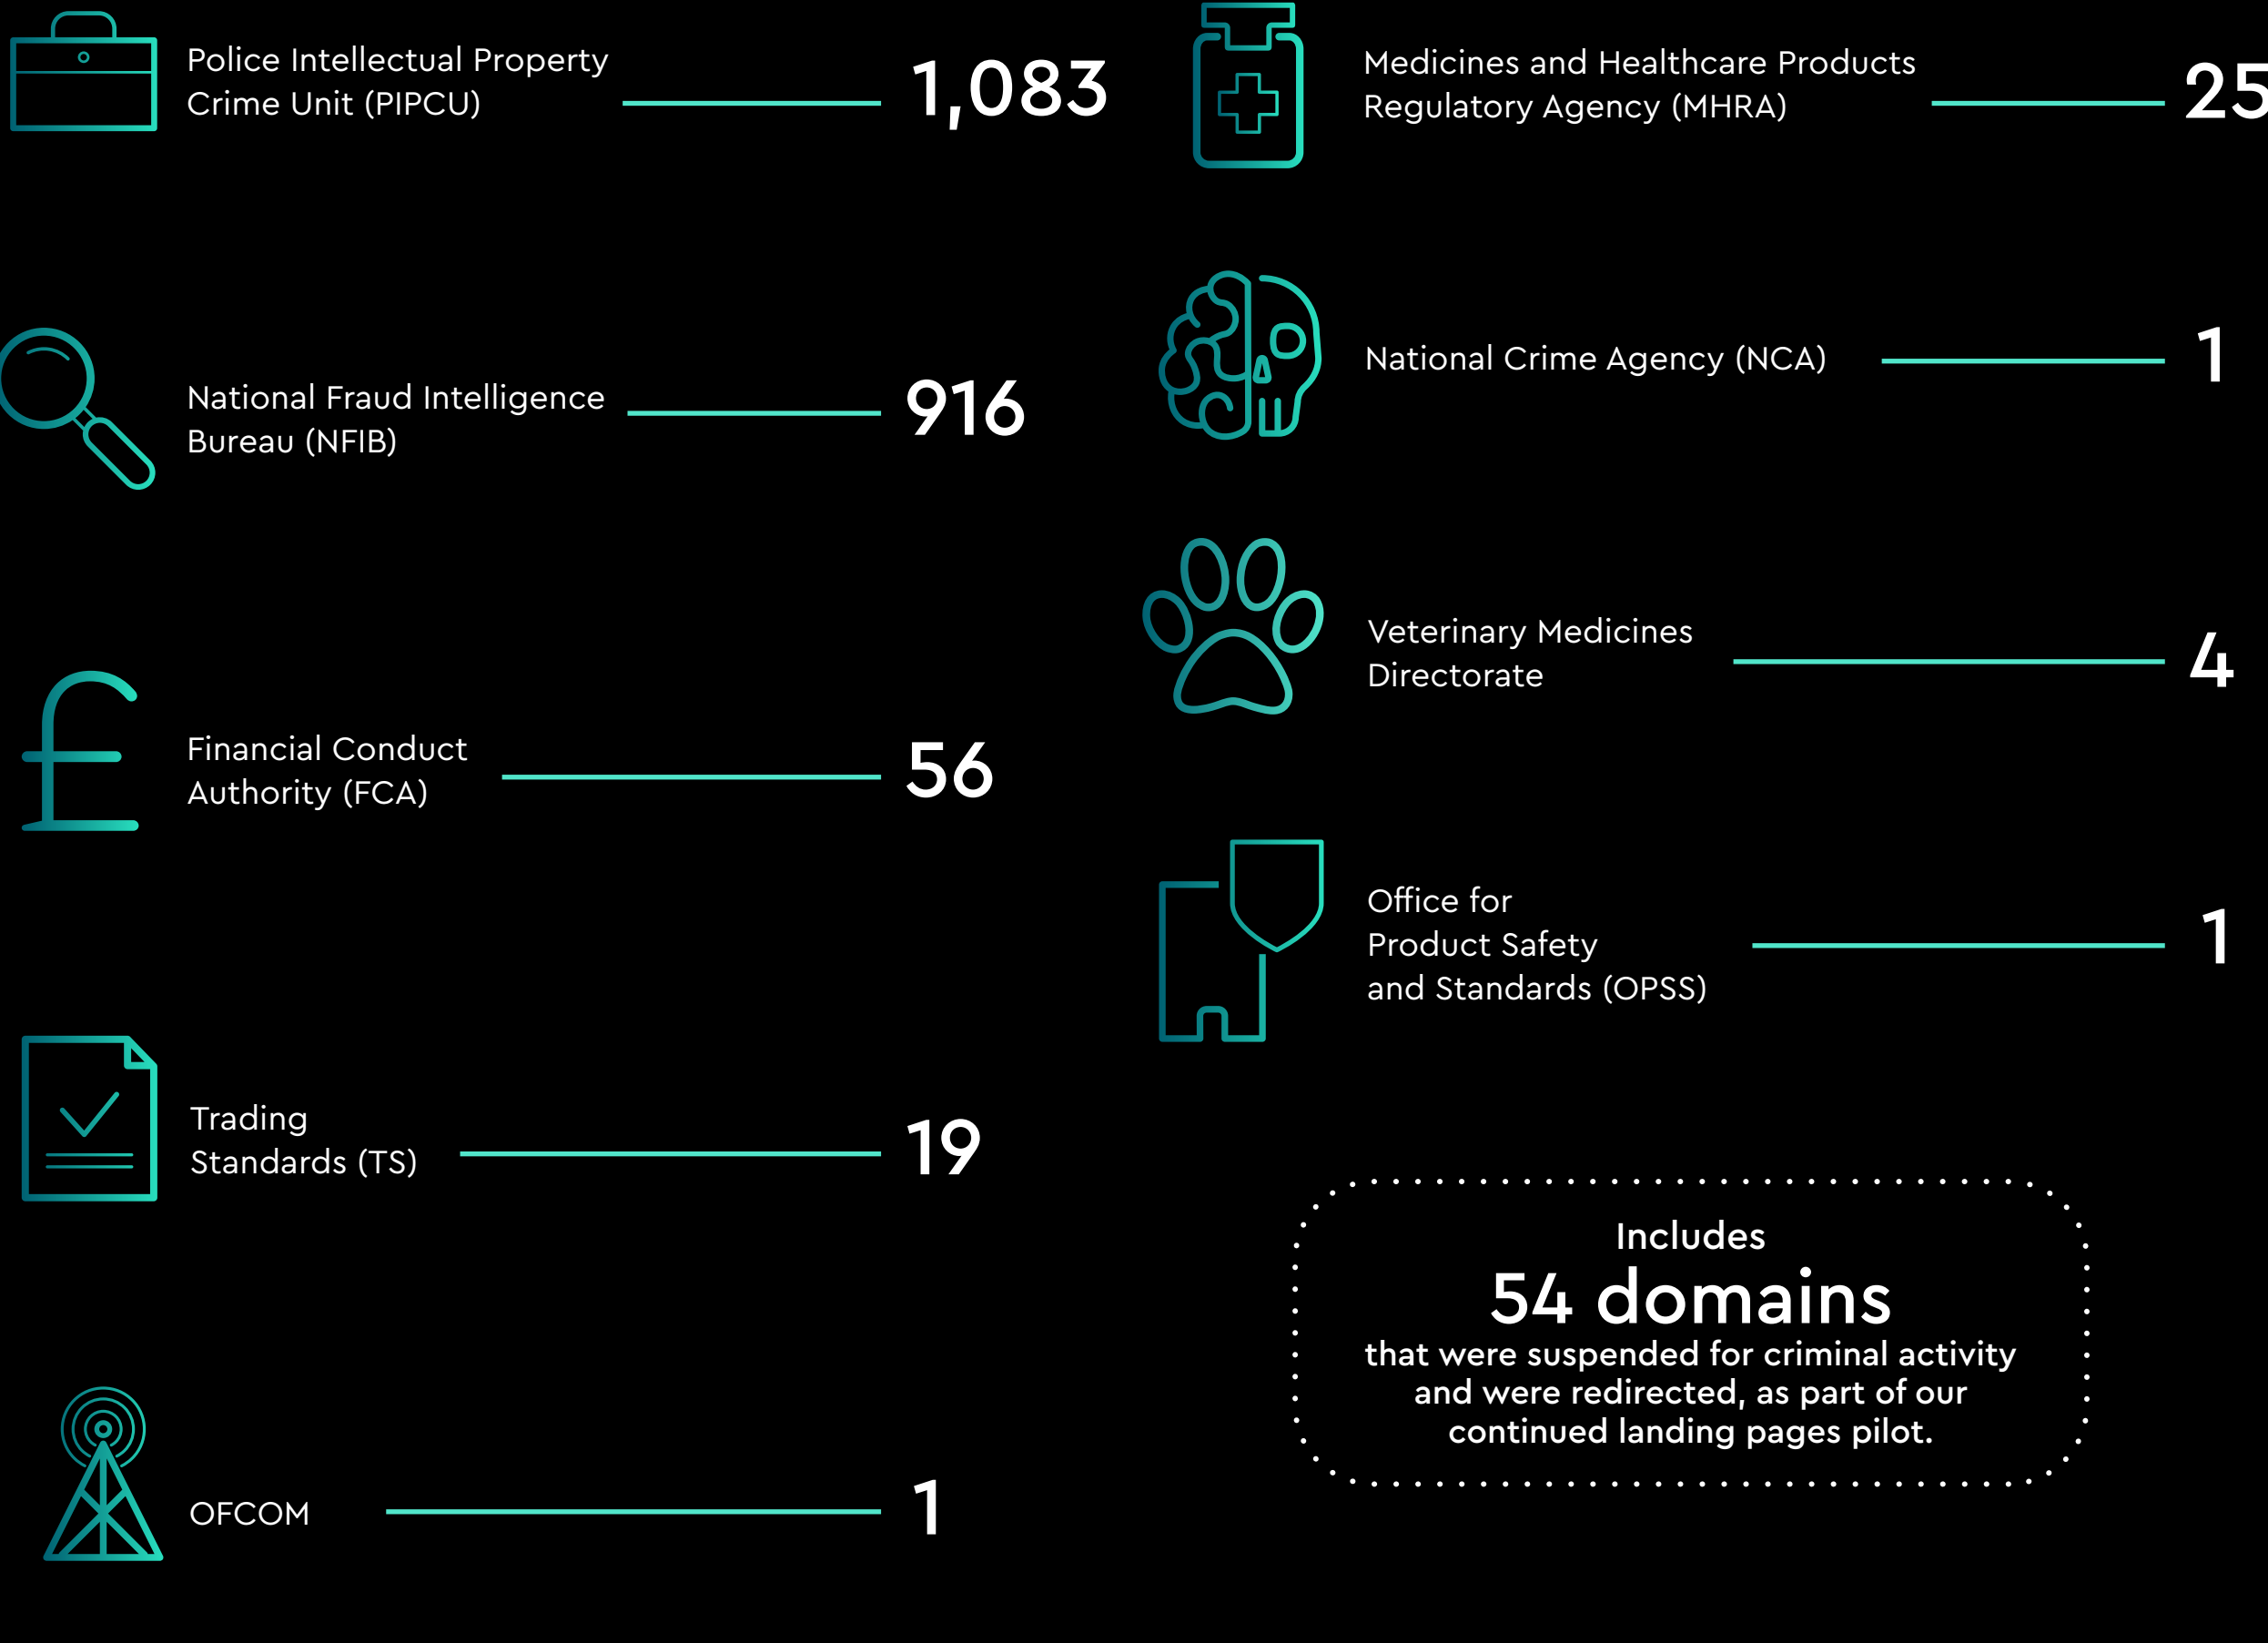 Police Intellectual Property
Crime Unit (PIPCU)
1,083
National Fraud Intelligence
Bureau (NFIB)
916
Financial Conduct
Authority (FCA)
56
Trading
Standards (TS)
19
OFCOM
1
Medicines and Healthcare Products
Regulatory Agency (MHRA)
25
National Crime Agency (NCA)
1
Veterinary Medicines
Directorate
4
Office for
Product Safety
and Standards (OPSS)
1
Includes
54 domains
that were suspended for criminal activity
and were redirected, as part of our
continued landing pages pilot.